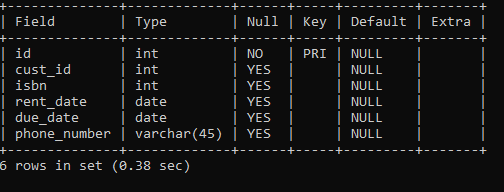 +--------------+-------------+------+-----+---------+-------+
| Field        | Type        | Null | Key | Default | Extra |
+--------------+-------------+------+-----+---------+-------+
| id           | int         | NO   | PRI | NULL    |       |
| cust_id      | int         | YES  |     | NULL    |       |
| isbn         | int         | YES  |     | NULL    |       |
| rent_date    | date        | YES  |     | NULL    |       |
| due_date     | date        | YES  |     | NULL    |       |
| phone_number | varchar(45) | YES  |     | NULL    |       |
+--------------+-------------+------+-----+---------+-------+
6 rows in set (0.38 sec)